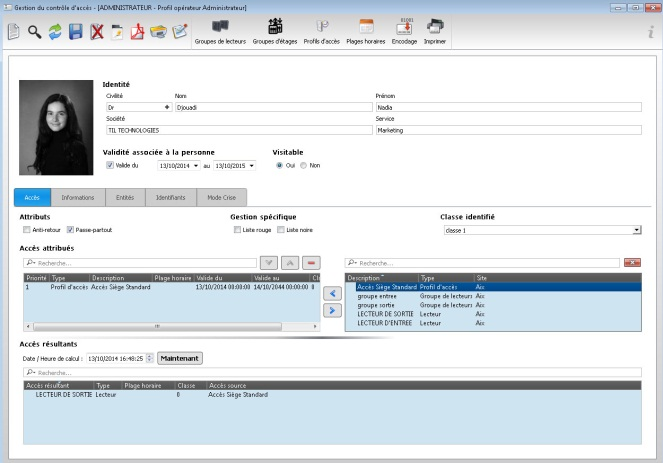 Gestion du contrôle d'accès - [ADMINISTRATEUR - Profil opérateur Administrateur]
Groupes de lecteurs Groupes d'étages Profils d'accès Plages horaires Encodage Imprimer
Identité
Civilité Nom Prénom
Dr Djouadi Nadia
Société Service
TIL TECHNOLOGIES Marketing
Validité associée à la personne Visitable
Valide du 13/10/2014 au 13/10/2015 Oui Non
Accès Informations Entités Identifiants Mode Crise
Attributs Gestion spécifique Classe identifié
Anti-retour Passe-partout Liste rouge Liste noire classe 1
Accès attribués
Recherche... Recherche...
Priorité Type Description Plage horaire Valide du Valide au Cla Description Type Site
1 Profil d'accès Accès Siège Standard 13/10/2014 00:00:00 14/10/2044 00:00:00 0 Accès Siège Standard Profil d'accès Aix
groupe entree Groupe de lecteurs Aix
groupe sortie Groupe de lecteurs Aix
LECTEUR DE SORTIE Lecteur Aix
LECTEUR D'ENTREE Lecteur Aix
Accès résultants
Date / Heure de calcul : 13/10/2014 16:48:25 Maintenant
Recherche...
Accès résultant Type Plage horaire Classe Accès source
LECTEUR DE SORTIE Lecteur 0 Accès Siège Standard